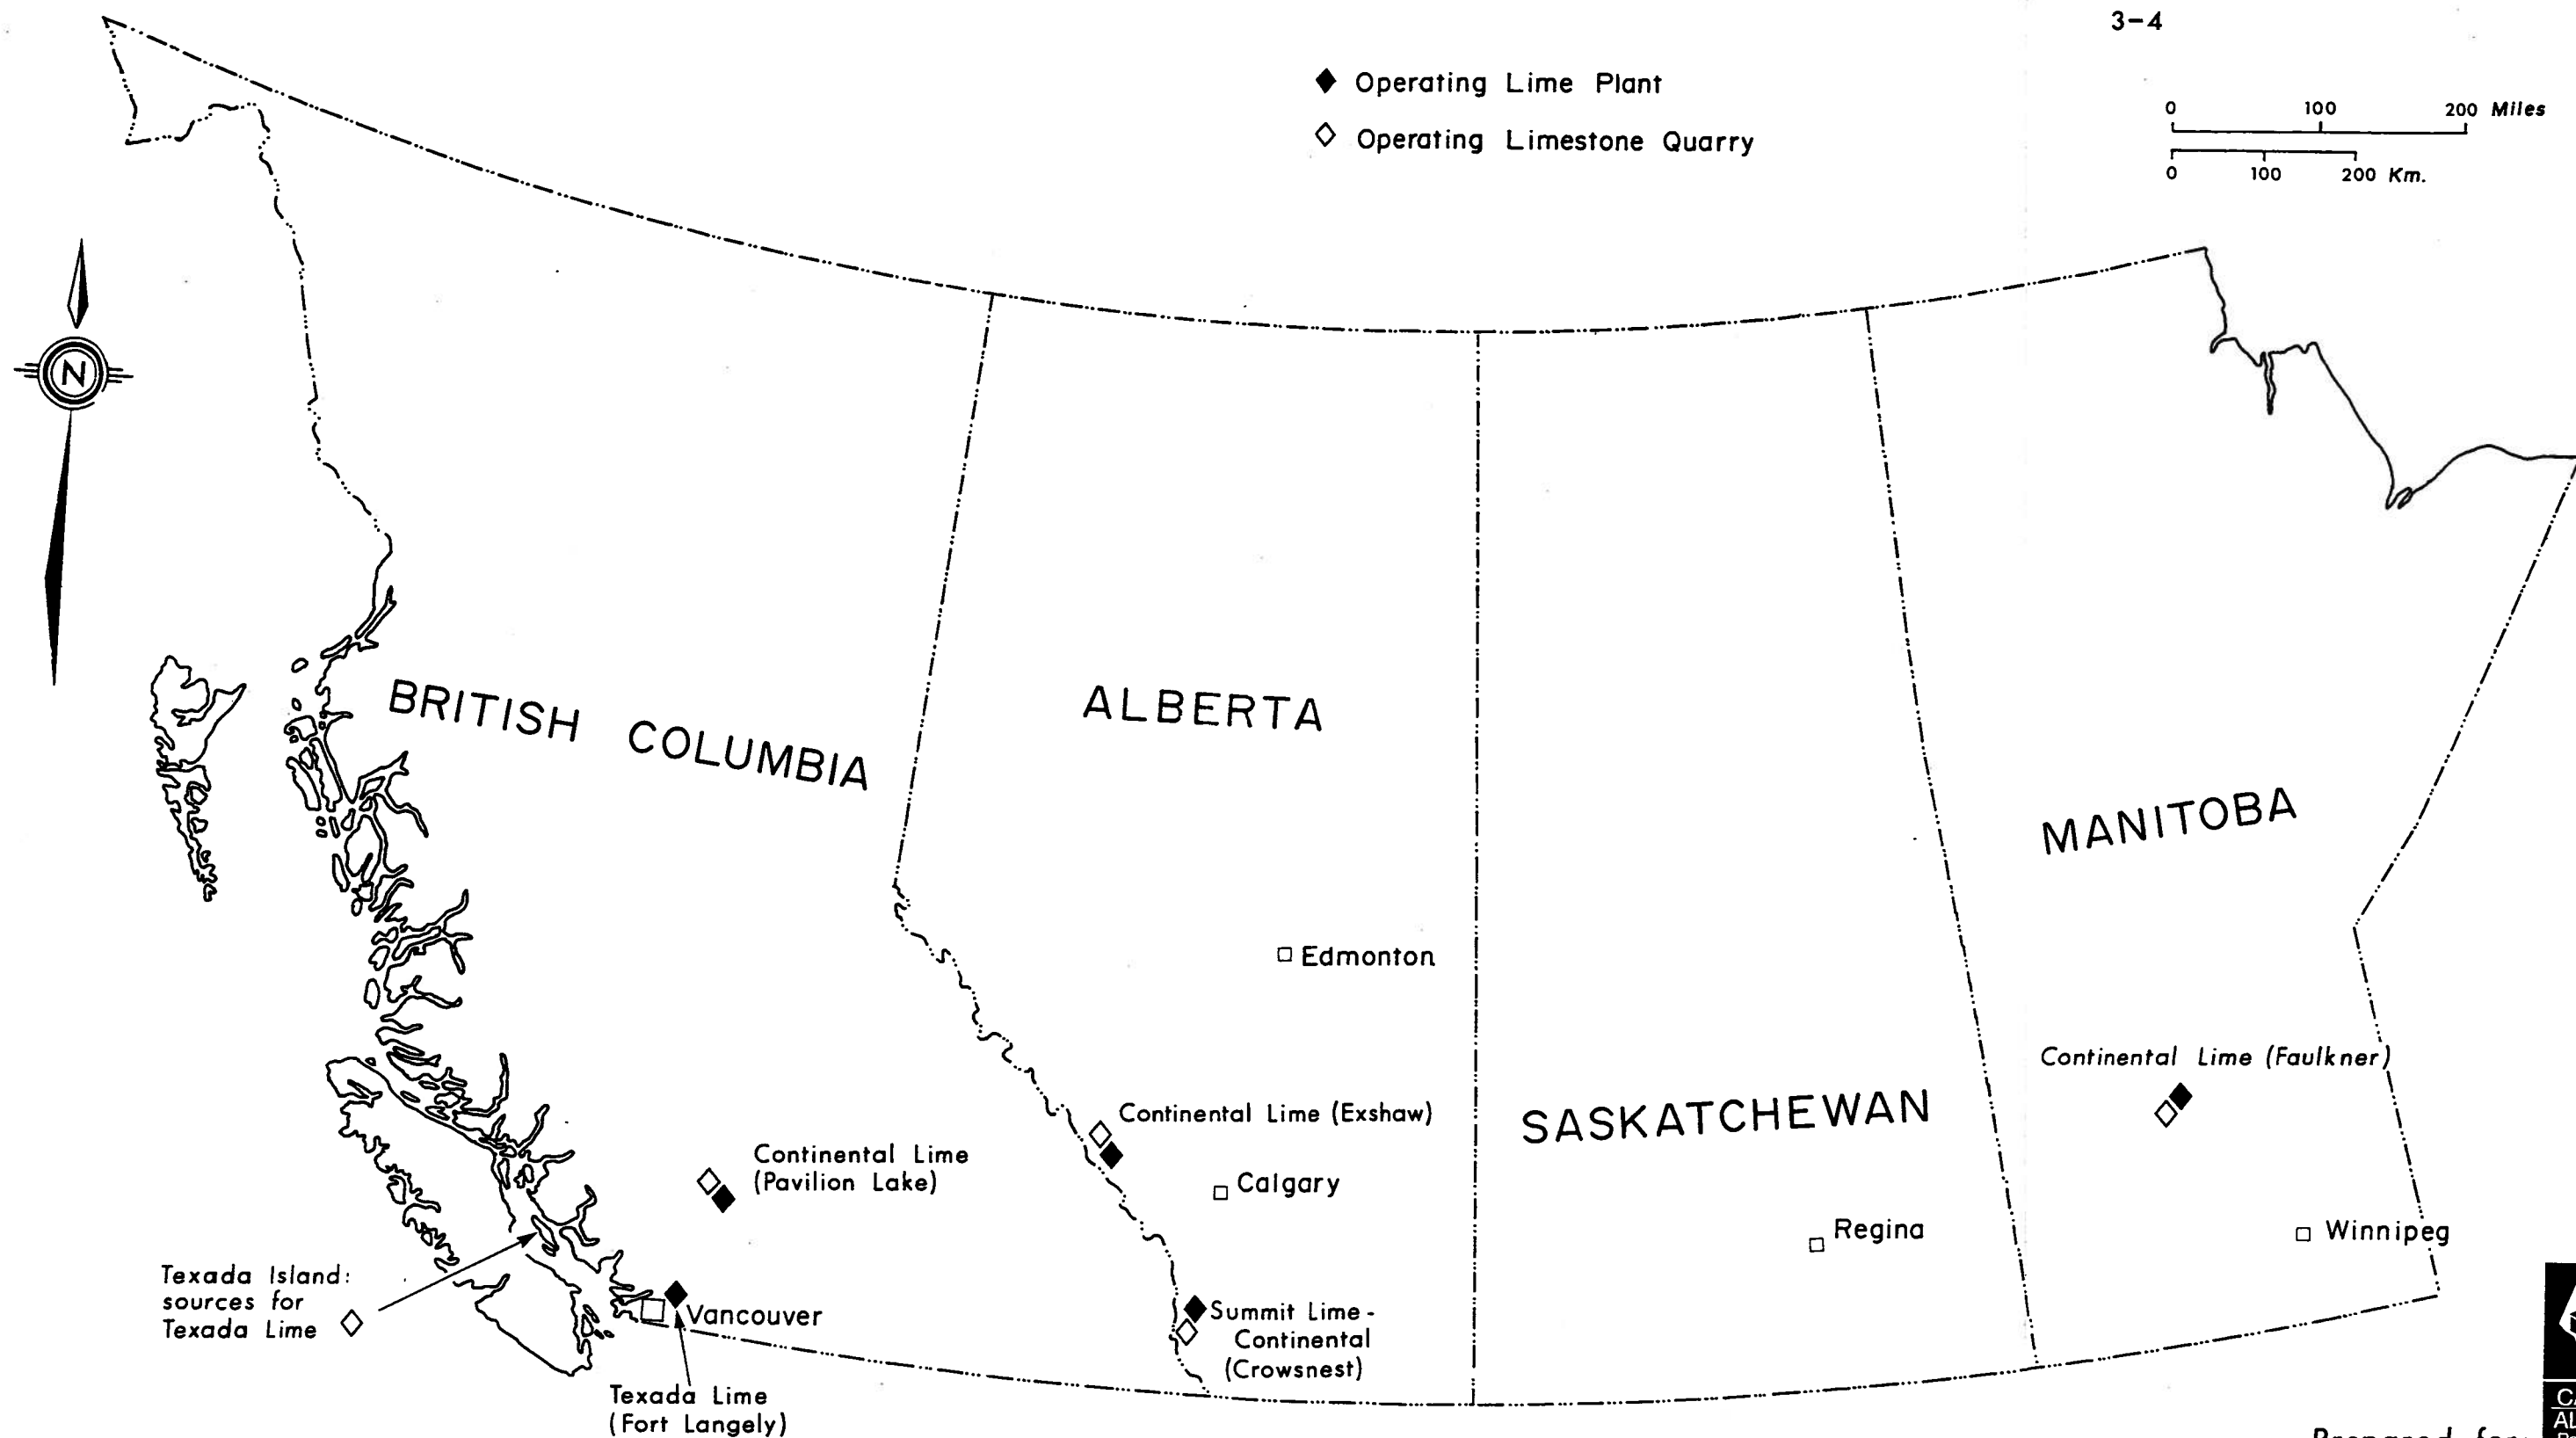 3-4
Operating Lime Plant
Operating Limestone Quarry
0 100 200 Miles
0 100 200 Km.
N
BRITISH COLUMBIA
ALBERTA
MANITOBA
Edmonton
Continental Lime (Faulkner)
SASKATCHEWAN
Continental Lime (Exshaw)
Continental Lime
(Pavilion Lake)
Calgary
Regina
Winnipeg
Texada Island:
sources for
Texada Lime
Vancouver
Summit Lime -
Continental
(Crowsnest)
Texada Lime
(Fort Langely)
Prepared for: